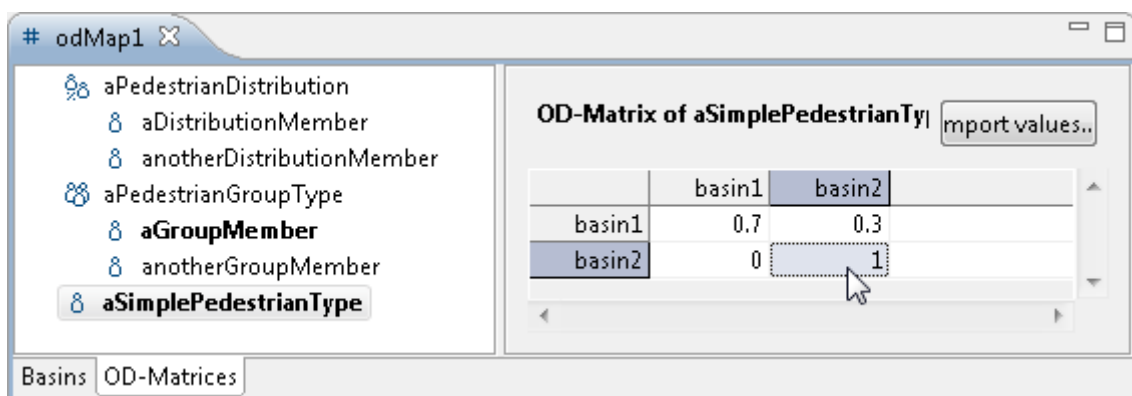 # odMap1
aPedestrianDistribution
aDistributionMember
anotherDistributionMember
aPedestrianGroupType
aGroupMember
anotherGroupMember
aSimplePedestrianType
OD-Matrix of aSimplePedestrianTy
mport values..
basin1 basin2
basin1 0.7 0.3
basin2 0 1
Basins OD-Matrices